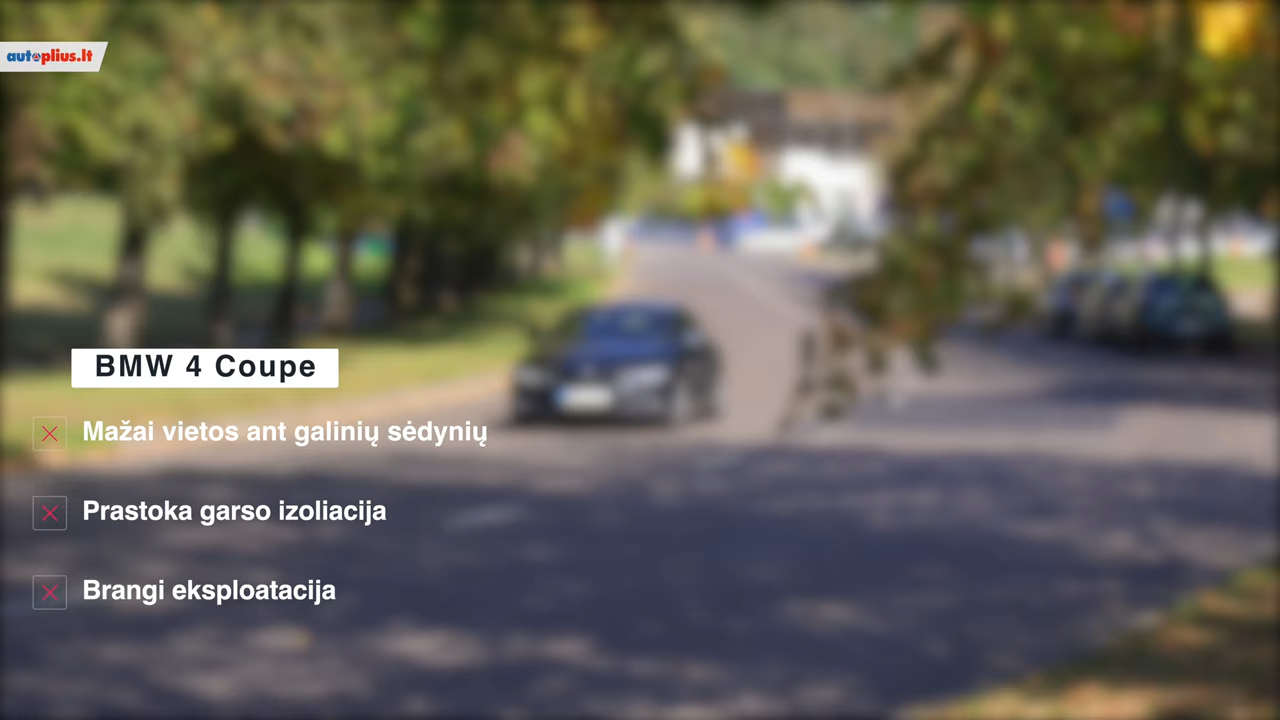 autoplius.lt
BMW 4 Coupe
Mažai vietos ant galinių sėdynių
Prastoka garso izoliacija
Brangi eksploatacija